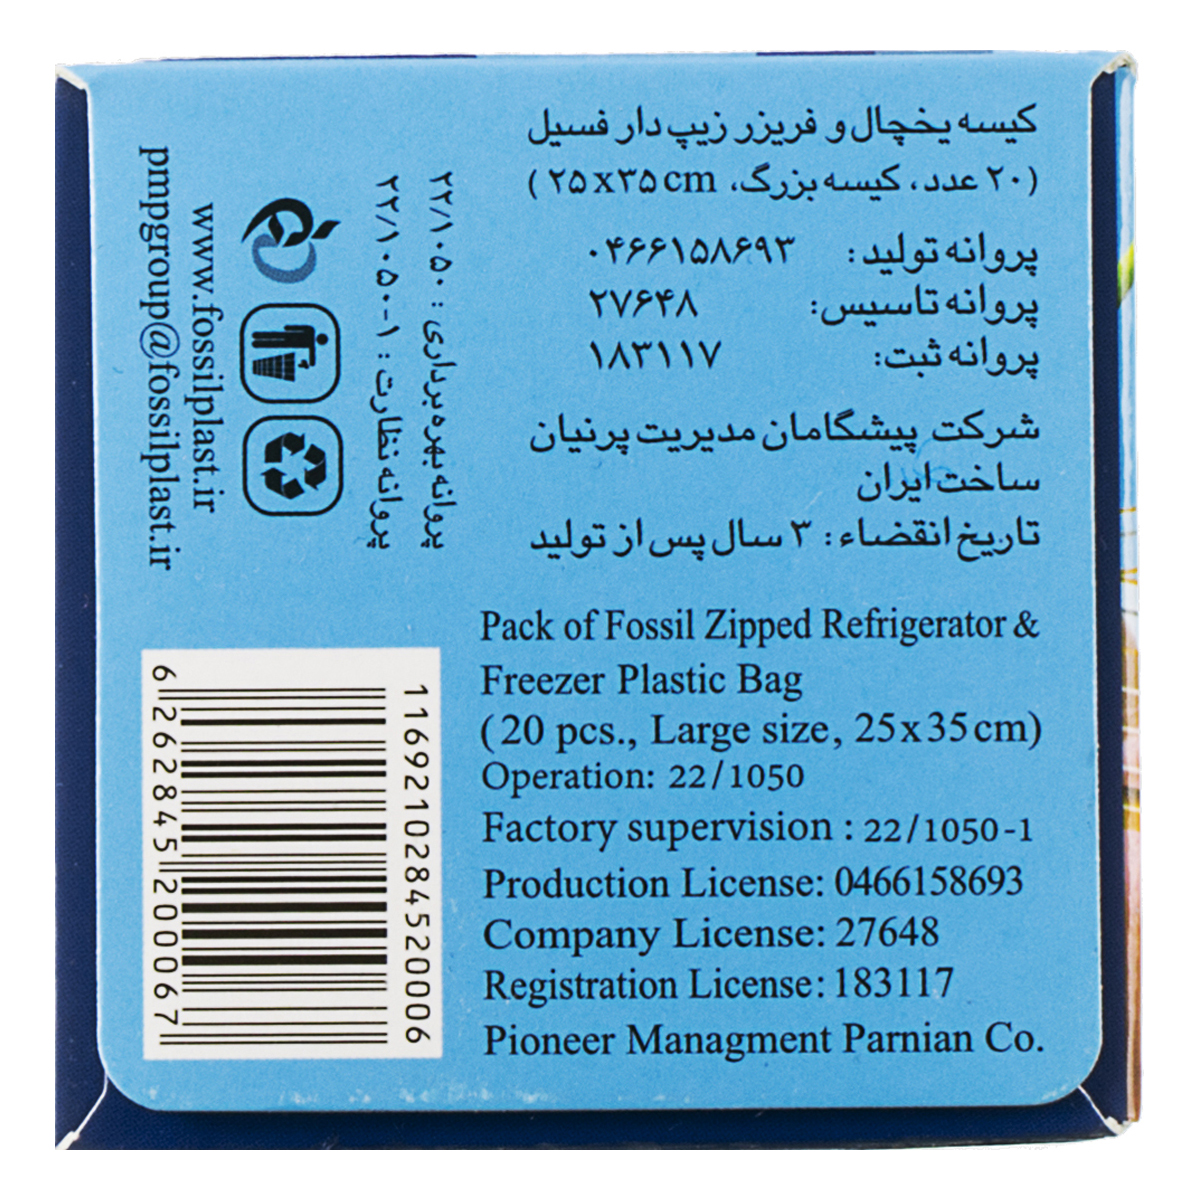 کیسه یخچال و فریزر زیپ دار فسیل
(۲۰ عدد، کیسه بزرگ، ۲۵x۳۵ cm)
پروانه تولید: ۰۴۶۶۱۵۸۶۹۳
پروانه تاسیس: ۲۷۶۴۸
پروانه ثبت: ۱۸۳۱۱۷
شرکت پیشگامان مدیریت پرنیان
ساخت ایران
تاریخ انقضاء: ۳ سال پس از تولید
پروانه بهره برداری: ۲۲/۱۰۵۰
پروانه نظارت: ۲۲/۱۰۵۰-۱
www.fossilplast.ir
pmpgroup@fossilplast.ir
Pack of Fossil Zipped Refrigerator &
Freezer Plastic Bag
(20 pcs., Large size, 25x35cm)
Operation: 22/1050
Factory supervision : 22/1050-1
Production License: 0466158693
Company License: 27648
Registration License: 183117
Pioneer Managment Parnian Co.
1169210284520006
6262845200067